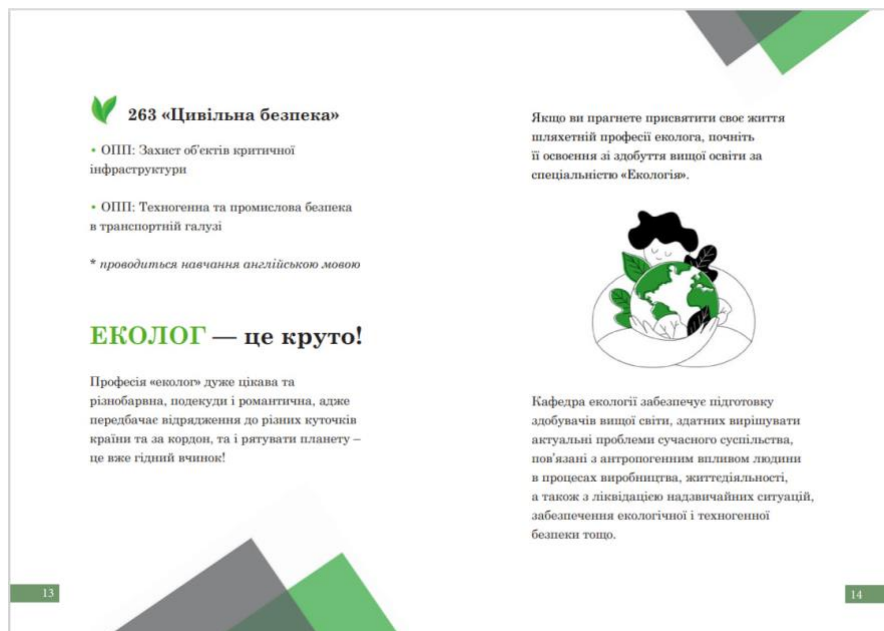 263 «Цивільна безпека»
• ОПП: Захист об'єктів критичної
інфраструктури
• ОПП: Техногенна та промислова безпека
в транспортній галузі
* проводиться навчання англійською мовою
ЕКОЛОГ — це круто!
Професія «еколог» дуже цікава та
різнобарвна, подекуди і романтична, адже
передбачає відрядження до різних куточків
країни та за кордон, та і рятувати планету –
це вже гідний вчинок!
13
Якщо ви прагнете присвятити своє життя
шляхетній професії еколога, почніть
її освоєння зі здобуття вищої освіти за
спеціальністю «Екологія».
Кафедра екології забезпечує підготовку
здобувачів вищої світи, здатних вирішувати
актуальні проблеми сучасного суспільства,
пов'язані з антропогенним впливом людини
в процесах виробництва, життєдіяльності,
а також з ліквідацією надзвичайних ситуацій,
забезпечення екологічної і техногенної
безпеки тощо.
14